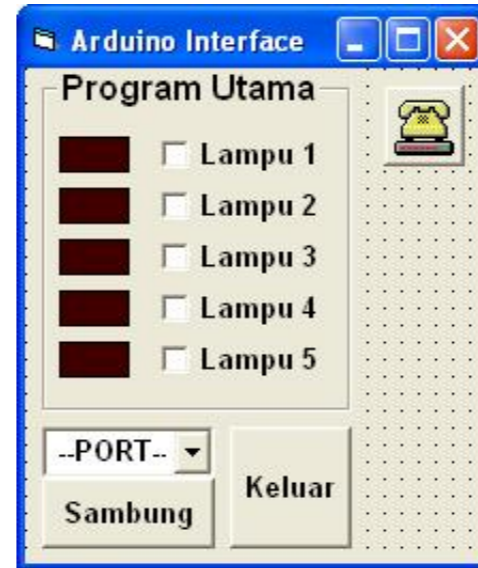 Arduino Interface
Program Utama
Lampu 1
Lampu 2
Lampu 3
Lampu 4
Lampu 5
--PORT--
Sambung
Keluar